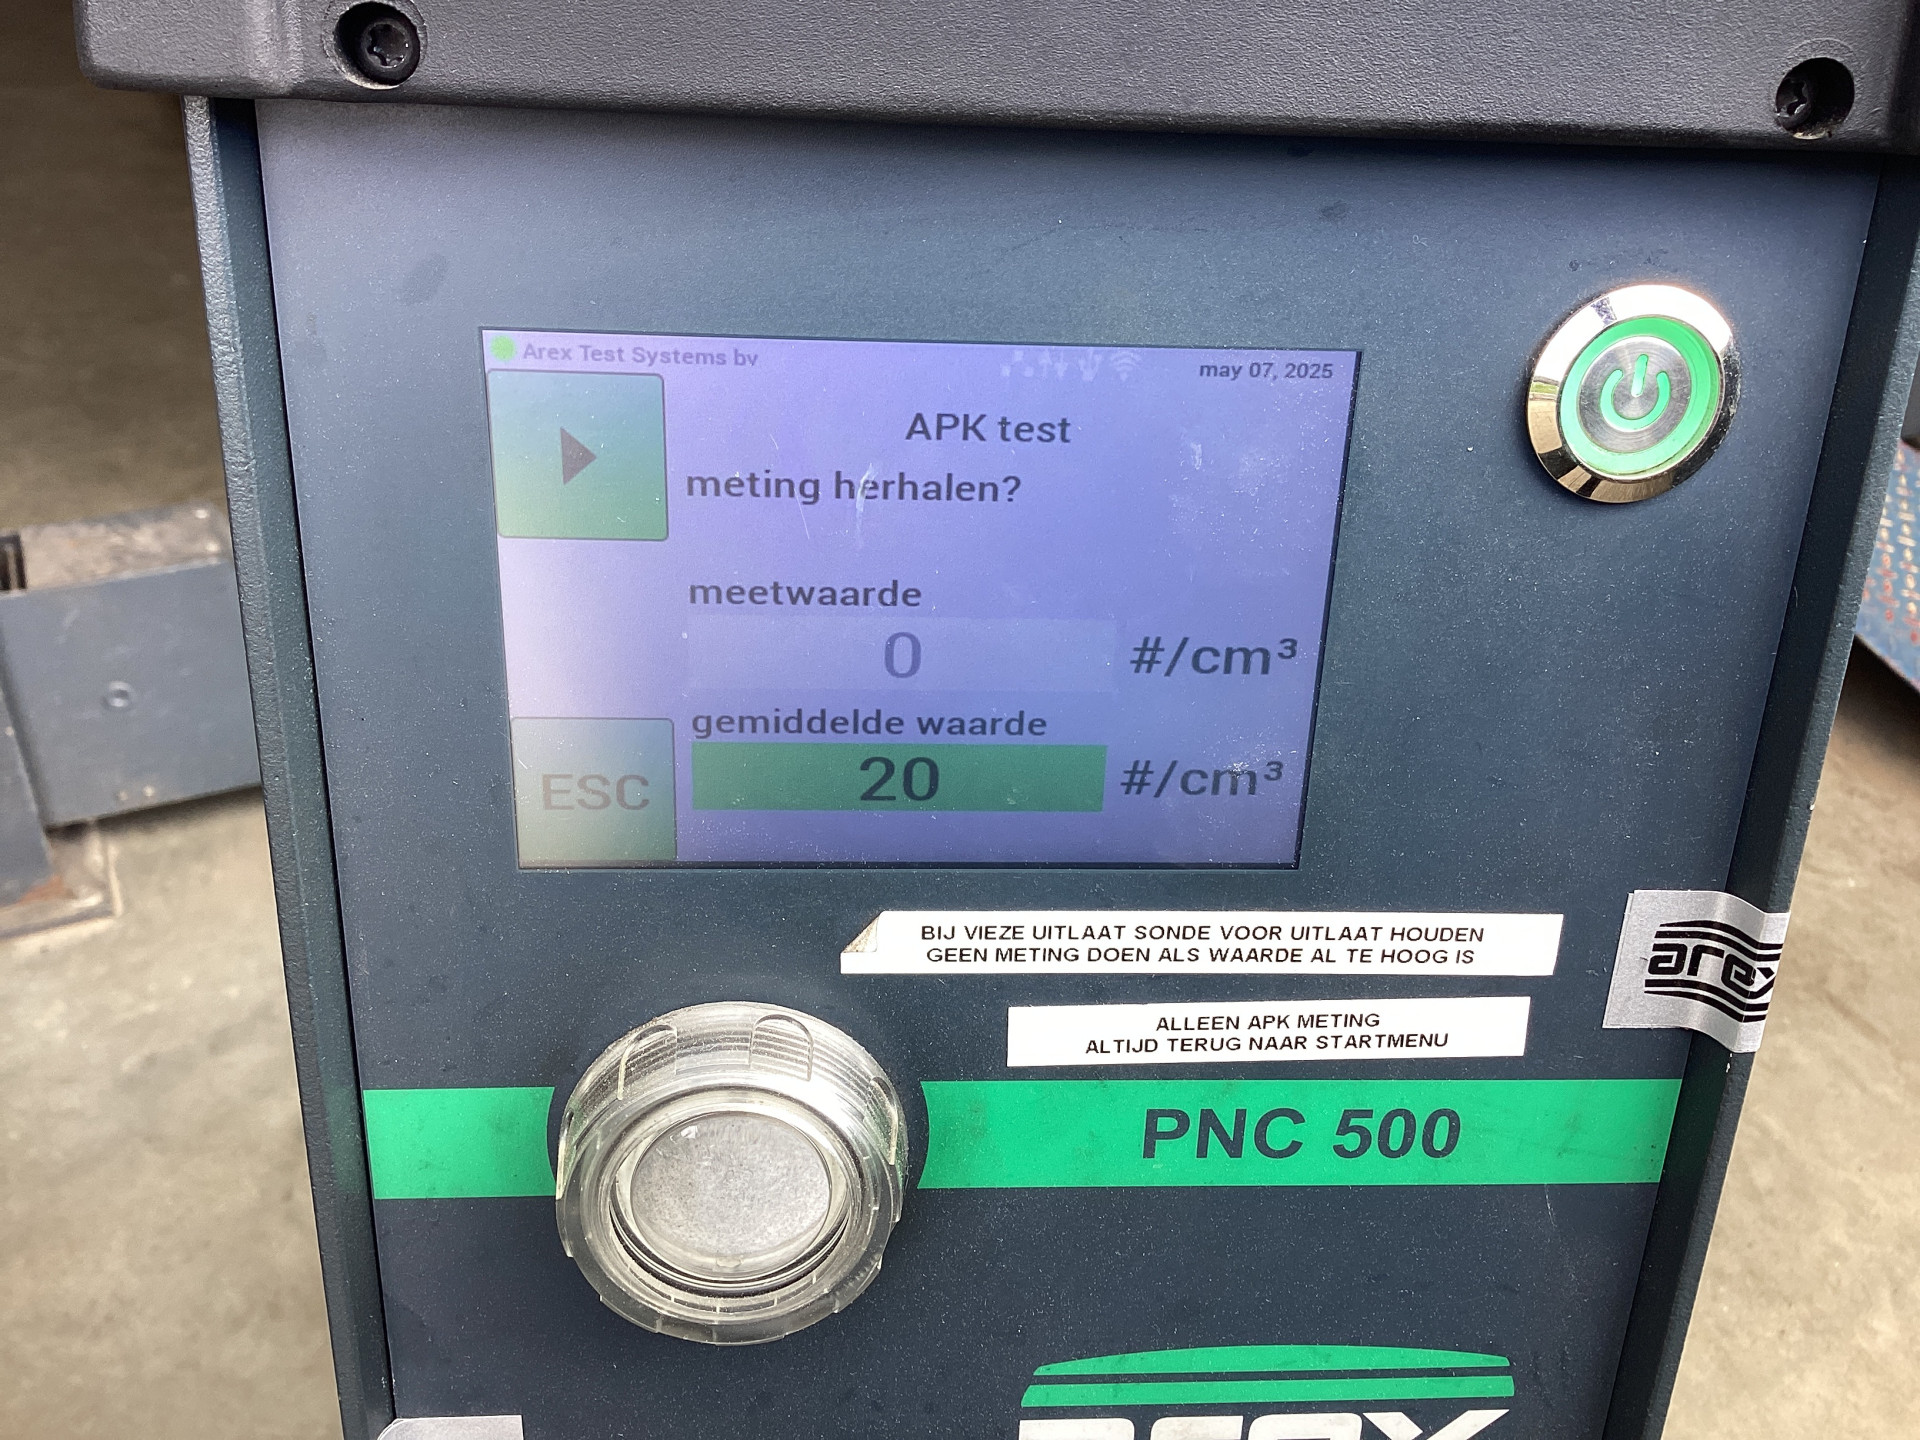 Arex Test Systems bv
may 07, 2025
APK test
meting herhalen?
meetwaarde
0 #/cm³
gemiddelde waarde
20 #/cm³
ESC
BIJ VIEZE UITLAAT SONDE VOOR UITLAAT HOUDEN
GEEN METING DOEN ALS WAARDE AL TE HOOG IS
arex
ALLEEN APK METING
ALTIJD TERUG NAAR STARTMENU
PNC 500
arex